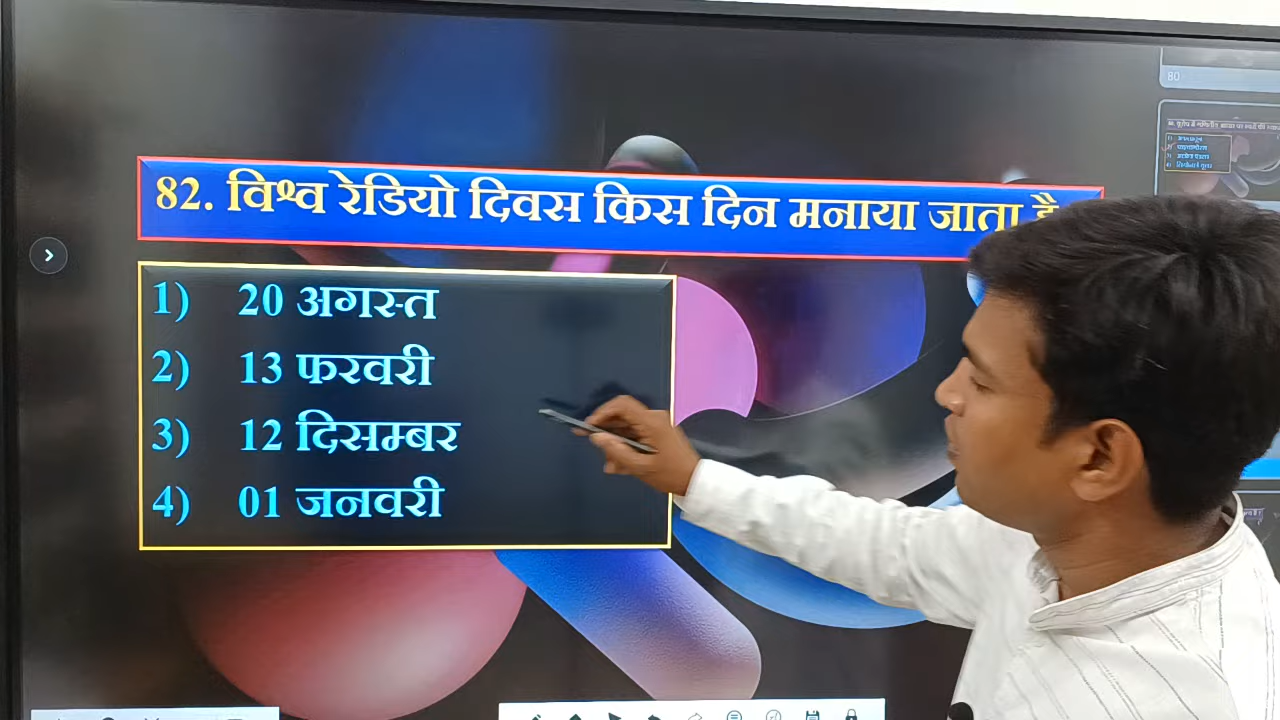 82. विश्व रेडियो दिवस किस दिन मनाया जाता है
1) 20 अगस्त
2) 13 फरवरी
3) 12 दिसम्बर
4) 01 जनवरी
80